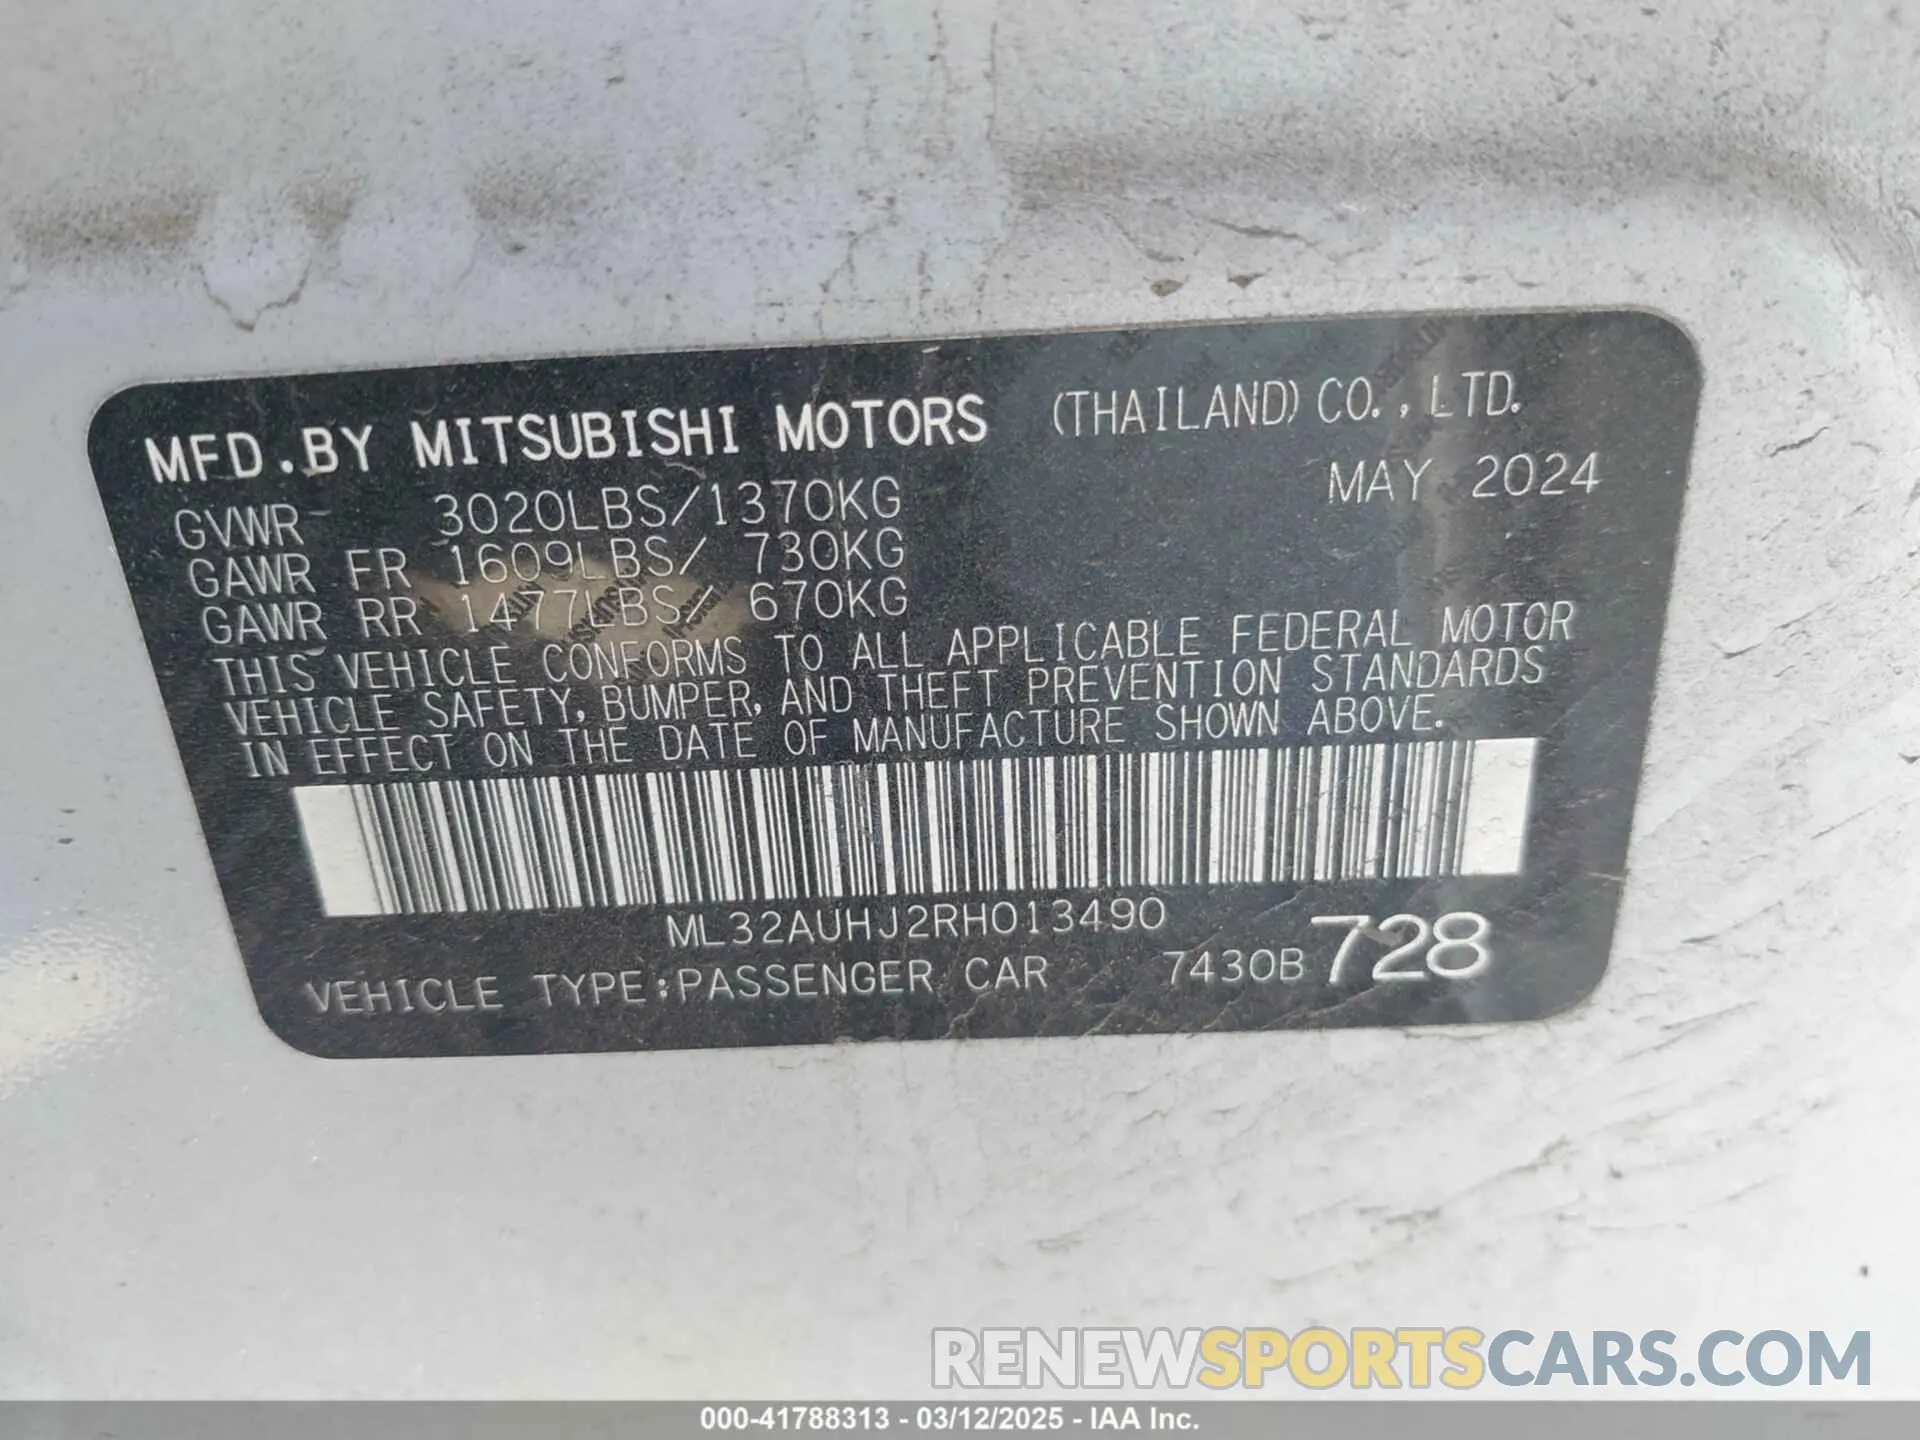 MFD.BY MITSUBISHI MOTORS (THAILAND) CO.,LTD.
MAY 2024
GVWR 3020LBS/1370KG
GAWR FR 1609LBS/ 730KG
GAWR RR 1477LBS/ 670KG
THIS VEHICLE CONFORMS TO ALL APPLICABLE FEDERAL MOTOR
VEHICLE SAFETY, BUMPER, AND THEFT PREVENTION STANDARDS
IN EFFECT ON THE DATE OF MANUFACTURE SHOWN ABOVE.
ML32AUHJ2RH013490
VEHICLE TYPE:PASSENGER CAR 7430B 728
RENEWSPORTSCARS.COM
000-41788313 - 03/12/2025 - IAA Inc.